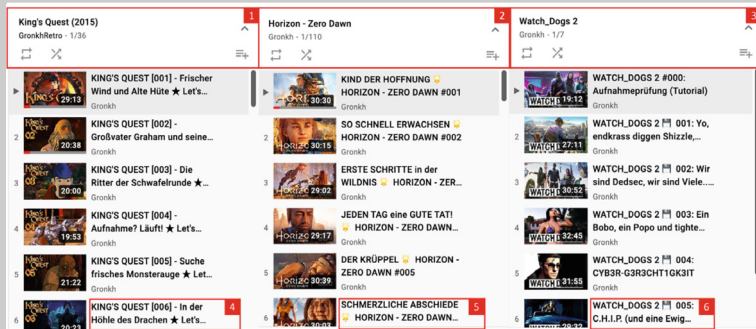 King's Quest (2015)
GronkhRetro - 1/36
1
29:13
KING'S QUEST [001] - Frischer
Wind und Alte Hüte ★ Let's...
Gronkh
2
20:38
KING'S QUEST [002] -
Großvater Graham und seine...
Gronkh
3
20:00
KING'S QUEST [003] - Die
Ritter der Schwafelrunde ★...
Gronkh
4
19:53
KING'S QUEST [004] -
Aufnahme? Läuft! ★ Let's...
Gronkh
5
21:22
KING'S QUEST [005] - Suche
frisches Monsterauge ★ Let...
Gronkh
6
20:23
KING'S QUEST [006] - In der
Höhle des Drachen ★ Let's...
4
Horizon - Zero Dawn
Gronkh - 1/110
2
30:30
KIND DER HOFFNUNG
HORIZON - ZERO DAWN #001
Gronkh
2
30:15
SO SCHNELL ERWACHSEN
HORIZON - ZERO DAWN #002
Gronkh
3
29:02
ERSTE SCHRITTE in der
WILDNIS HORIZON - ZER...
Gronkh
4
29:17
JEDEN TAG eine GUTE TAT!
HORIZON - ZERO DAWN...
Gronkh
5
30:39
DER KRÜPPEL HORIZON -
ZERO DAWN #005
Gronkh
6
30:03
SCHMERZLICHE ABSCHIEDE
HORIZON - ZERO DAWN...
5
Watch_Dogs 2
Gronkh - 1/7
3
19:12
WATCH_DOGS 2 #000:
Aufnahmeprüfung (Tutorial)
Gronkh
2
27:11
WATCH_DOGS 2 001: Yo,
endkrass diggen Shizzle,...
Gronkh
3
30:52
WATCH_DOGS 2 002: Wir
sind Dedsec, wir sind Viele....
Gronkh
4
32:45
WATCH_DOGS 2 003: Ein
Bobo, ein Popo und tighte...
Gronkh
5
31:55
WATCH_DOGS 2 004:
CYB3R-G3R3CHT1GK3IT
Gronkh
6
29:32
WATCH_DOGS 2 005:
C.H.I.P. (und eine Ewig...
6